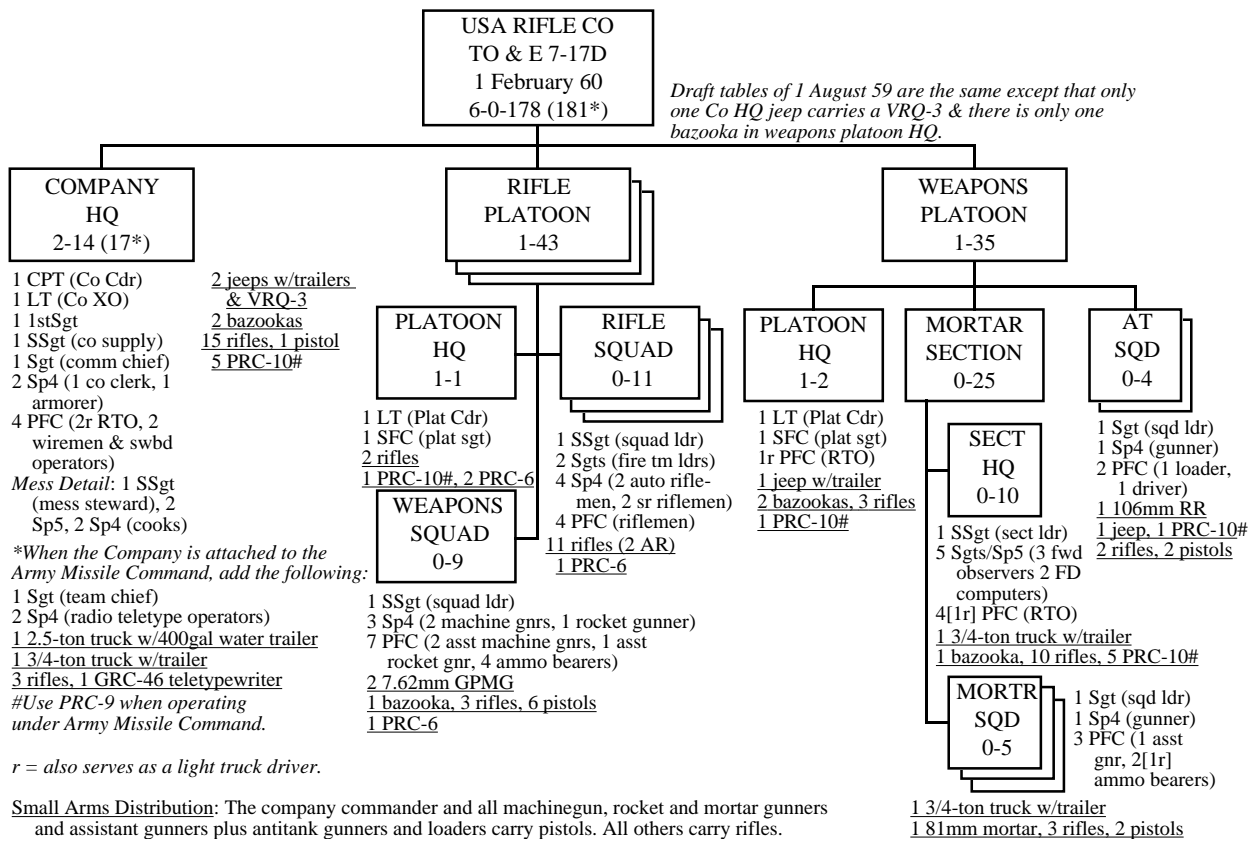 USA RIFLE CO
TO & E 7-17D
1 February 60
6-0-178 (181*)
Draft tables of 1 August 59 are the same except that only
one Co HQ jeep carries a VRQ-3 & there is only one
bazooka in weapons platoon HQ.
COMPANY
HQ
2-14 (17*)
1 CPT (Co Cdr)
1 LT (Co XO)
1 1stSgt
1 SSgt (co supply)
1 Sgt (comm chief)
2 Sp4 (1 co clerk, 1
armorer)
4 PFC (2r RTO, 2
wiremen & swbd
operators)
Mess Detail: 1 SSgt
(mess steward), 2
Sp5, 2 Sp4 (cooks)
2 jeeps w/trailers
& VRQ-3
2 bazookas
15 rifles, 1 pistol
5 PRC-10#
*When the Company is attached to the
Army Missile Command, add the following:
1 Sgt (team chief)
2 Sp4 (radio teletype operators)
1 2.5-ton truck w/400gal water trailer
1 3/4-ton truck w/trailer
3 rifles, 1 GRC-46 teletypewriter
#Use PRC-9 when operating
under Army Missile Command.
r = also serves as a light truck driver.
RIFLE
PLATOON
1-43
PLATOON
HQ
1-1
1 LT (Plat Cdr)
1 SFC (plat sgt)
2 rifles
1 PRC-10#, 2 PRC-6
RIFLE
SQUAD
0-11
1 SSgt (squad ldr)
2 Sgts (fire tm ldrs)
4 Sp4 (2 auto rifle-
men, 2 sr riflemen)
4 PFC (riflemen)
11 rifles (2 AR)
1 PRC-6
WEAPONS
SQUAD
0-9
1 SSgt (squad ldr)
3 Sp4 (2 machine gnrs, 1 rocket gunner)
7 PFC (2 asst machine gnrs, 1 asst
rocket gnr, 4 ammo bearers)
2 7.62mm GPMG
1 bazooka, 3 rifles, 6 pistols
1 PRC-6
WEAPONS
PLATOON
1-35
PLATOON
HQ
1-2
1 LT (Plat Cdr)
1 SFC (plat sgt)
1r PFC (RTO)
1 jeep w/trailer
2 bazookas, 3 rifles
1 PRC-10#
MORTAR
SECTION
0-25
SECT
HQ
0-10
1 SSgt (sect ldr)
5 Sgts/Sp5 (3 fwd
observers 2 FD
computers)
4[1r] PFC (RTO)
1 3/4-ton truck w/trailer
1 bazooka, 10 rifles, 5 PRC-10#
MORTR
SQD
0-5
1 Sgt (sqd ldr)
1 Sp4 (gunner)
3 PFC (1 asst
gnr, 2[1r]
ammo bearers)
1 3/4-ton truck w/trailer
1 81mm mortar, 3 rifles, 2 pistols
AT
SQD
0-4
1 Sgt (sqd ldr)
1 Sp4 (gunner)
2 PFC (1 loader,
1 driver)
1 106mm RR
1 jeep, 1 PRC-10#
2 rifles, 2 pistols
Small Arms Distribution: The company commander and all machinegun, rocket and mortar gunners
and assistant gunners plus antitank gunners and loaders carry pistols. All others carry rifles.